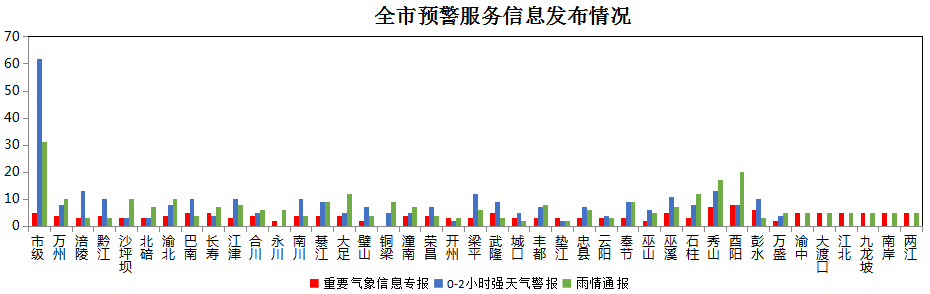 全市预警服务信息发布情况
70
60
50
40
30
20
10
0
市级 万州 涪陵 黔江 沙坪坝 北碚 渝北 巴南 长寿 江津 合川 永川 南川 綦江 大足 璧山 铜梁 潼南 荣昌 开州 梁平 武隆 城口 丰都 垫江 忠县 云阳 奉节 巫山 巫溪 石柱 秀山 酉阳 彭水 万盛 渝中 大渡口 江北 九龙坡 南岸 两江
重要气象信息专报 0-2小时强天气警报 雨情通报